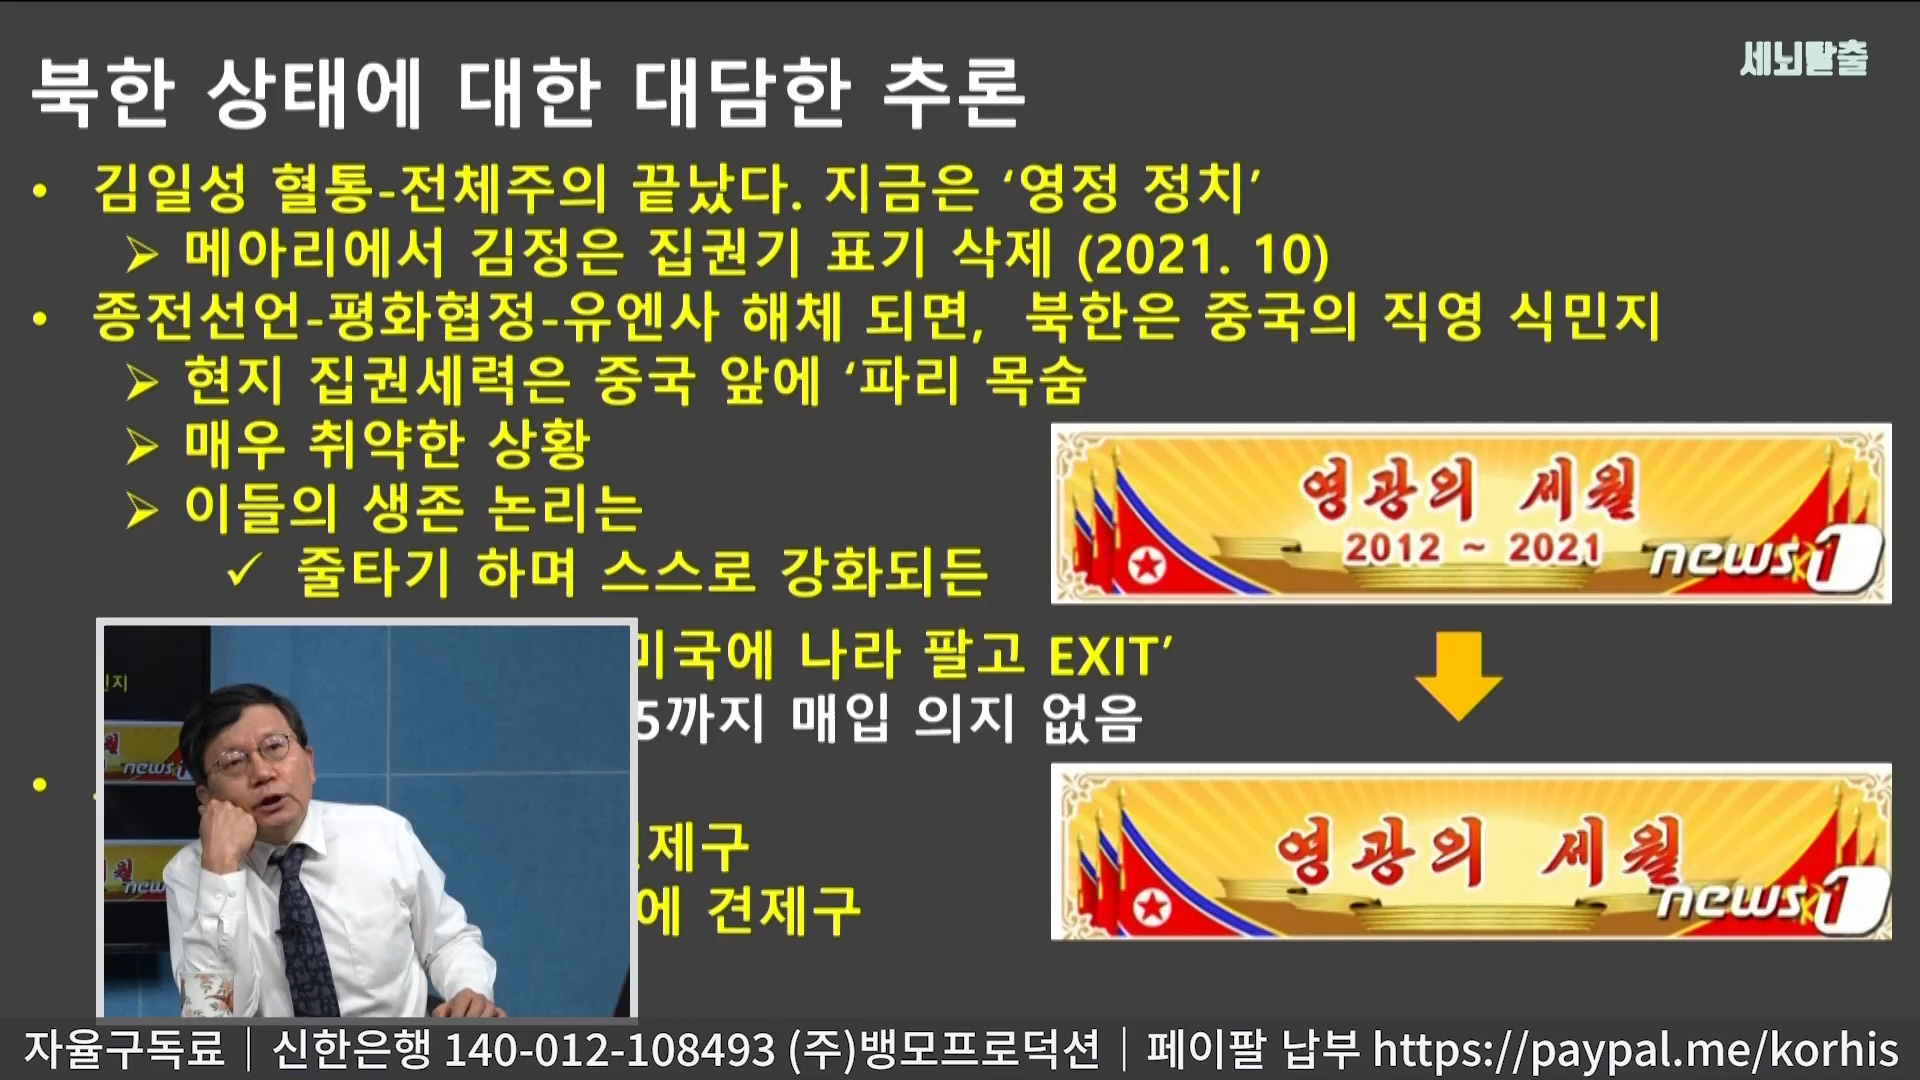 세뇌탈출
북한 상태에 대한 대담한 추론
• 김일성 혈통-전체주의 끝났다. 지금은 ‘영정 정치’
➢ 메아리에서 김정은 집권기 표기 삭제 (2021. 10)
• 종전선언-평화협정-유엔사 해체 되면, 북한은 중국의 직영 식민지
➢ 현지 집권세력은 중국 앞에 ‘파리 목숨
➢ 매우 취약한 상황
➢ 이들의 생존 논리는
✓ 줄타기 하며 스스로 강화되든
미국에 나라 팔고 EXIT’
5까지 매입 의지 없음
제구
에 견제구
영광의 세월
2012 ~ 2021
news1
영광의 세월
news1
민지
월
news1
월
news
자율구독료│신한은행 140-012-108493 (주)뱅모프로덕션│페이팔 납부 https://paypal.me/korhis